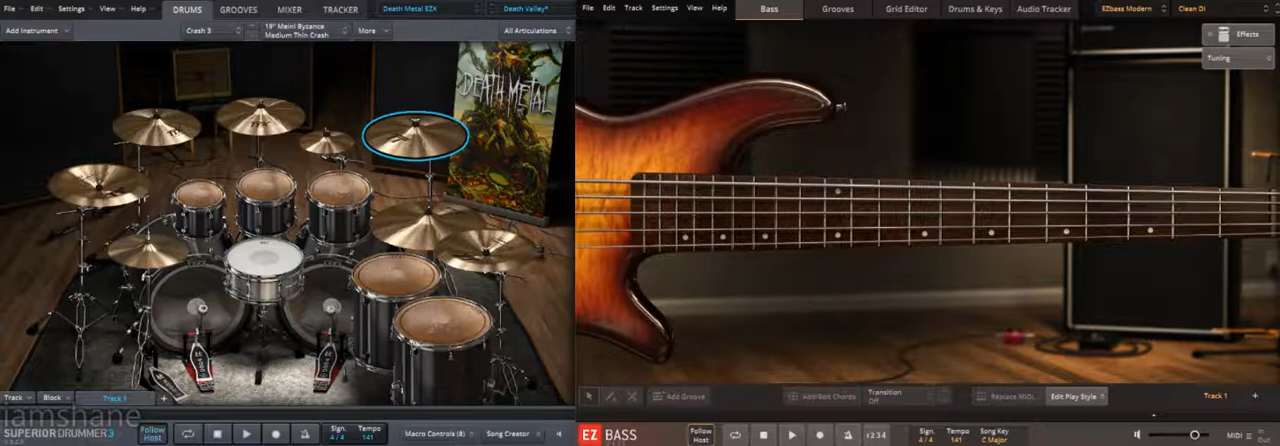 File Edit Settings View Help DRUMS GROOVES MIXER TRACKER Death Metal EZX Death Valley*
Add Instrument Crash 3 19" Meinl Byzance Medium Thin Crash More All Articulations
DEATH METAL
Track Block Track 1 +
iamshane
SUPERIOR DRUMMER 3 Follow Host Sign. 4/4 Tempo 141 Macro Controls (8) Song Creator
File Edit Track Settings View Help Bass Grooves Grid Editor Drums & Keys Audio Tracker EZbass Modern Clean DI
Effects
Tuning
Add Groove Add/Edit Chords Transition Off Replace MIDI... Edit Play Style Track 1 +
EZ BASS Follow Host 1234 Sign. 4/4 Tempo 141 Song Key C Major MIDI In Out